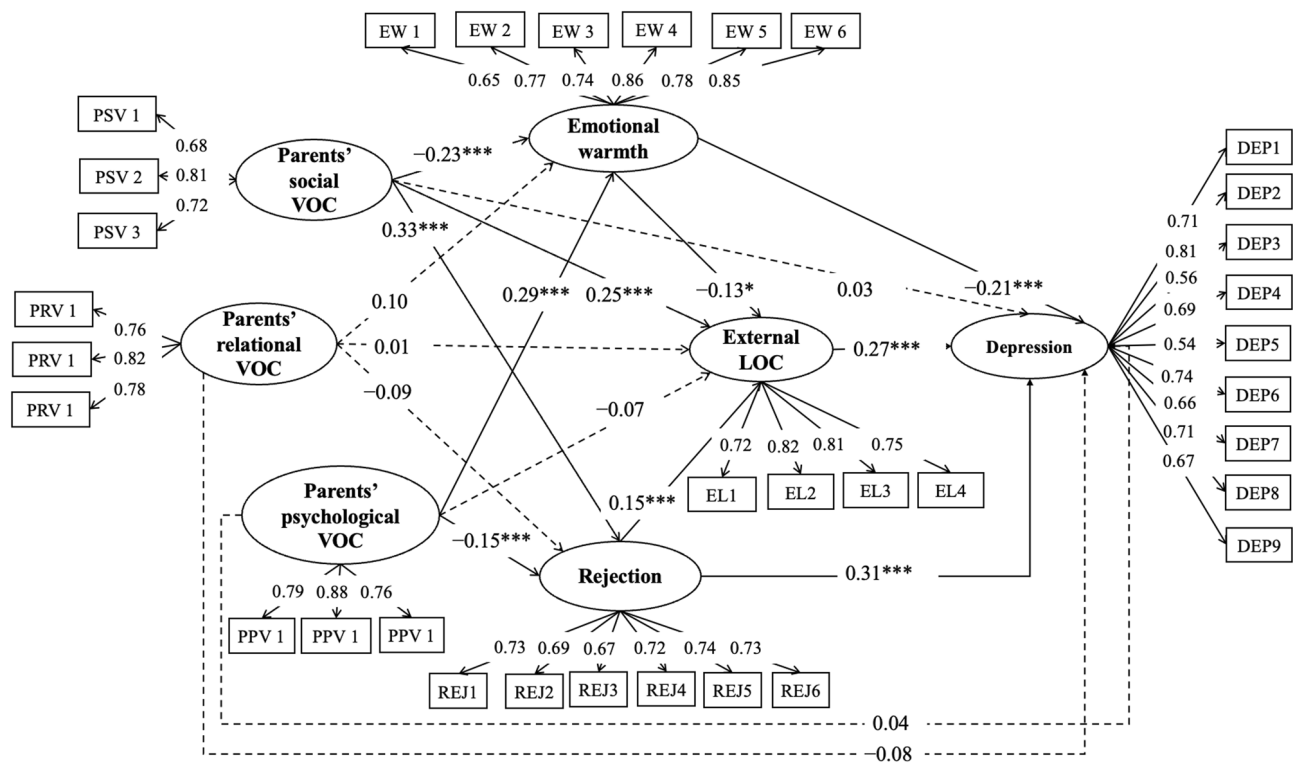 EW 1
EW 2
EW 3
EW 4
EW 5
EW 6
0.65
0.77
0.74
0.86
0.78
0.85
PSV 1
PSV 2
PSV 3
0.68
0.81
0.72
Parents’
social
VOC
Emotional
warmth
−0.23***
0.33***
PRV 1
PRV 1
PRV 1
0.76
0.82
0.78
Parents’
relational
VOC
0.10
0.01
−0.09
0.29***
0.25***
−0.13*
0.03
−0.21***
External
LOC
0.27***
Depression
0.71
0.81
0.56
0.69
0.54
0.74
0.66
0.71
0.67
DEP1
DEP2
DEP3
DEP4
DEP5
DEP6
DEP7
DEP8
DEP9
−0.07
0.72
0.82
0.81
0.75
EL1
EL2
EL3
EL4
Parents’
psychological
VOC
−0.15***
0.15***
0.79
0.88
0.76
PPV 1
PPV 1
PPV 1
Rejection
0.31***
0.73
0.69
0.67
0.72
0.74
0.73
REJ1
REJ2
REJ3
REJ4
REJ5
REJ6
0.04
−0.08